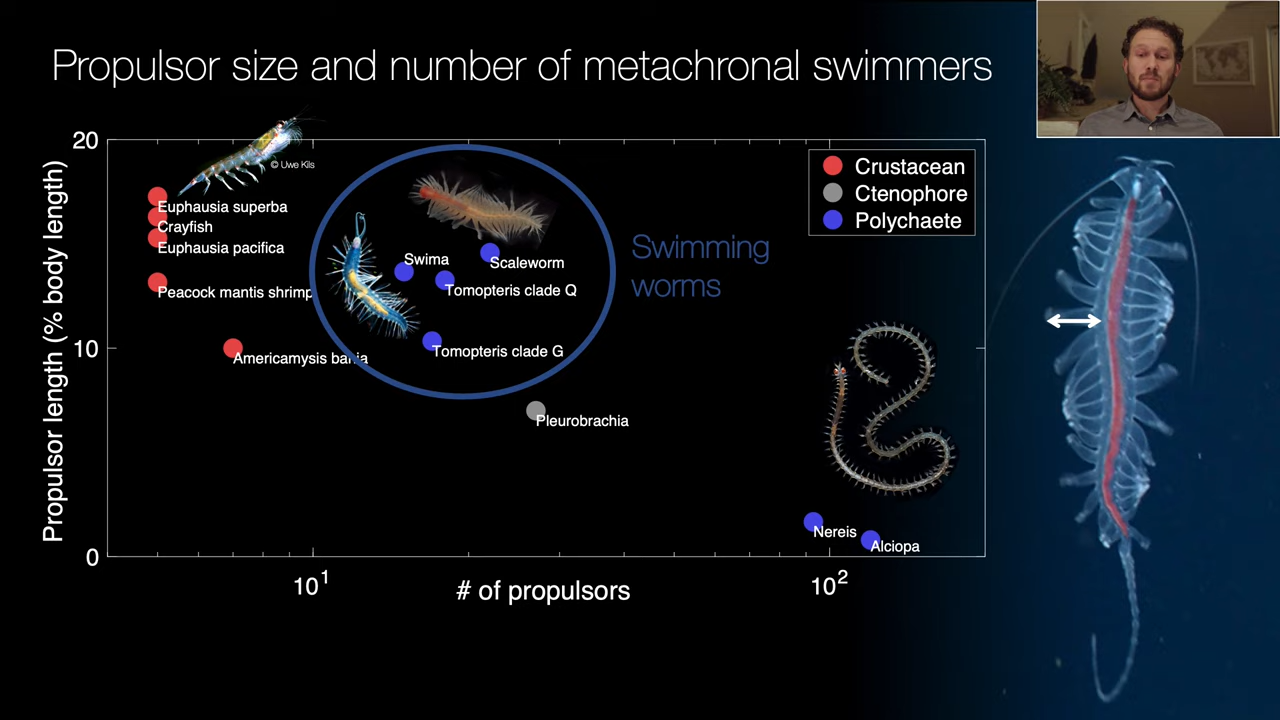 Propulsor size and number of metachronal swimmers
20
10
0
Propulsor length (% body length)
© Uwe Kils
Euphausia superba
Crayfish
Euphausia pacifica
Peacock mantis shrimp
Americamysis bahia
Swima
Scaleworm
Tomopteris clade Q
Tomopteris clade G
Swimming
worms
Pleurobrachia
Nereis
Alciopa
Crustacean
Ctenophore
Polychaete
10¹
10²
# of propulsors